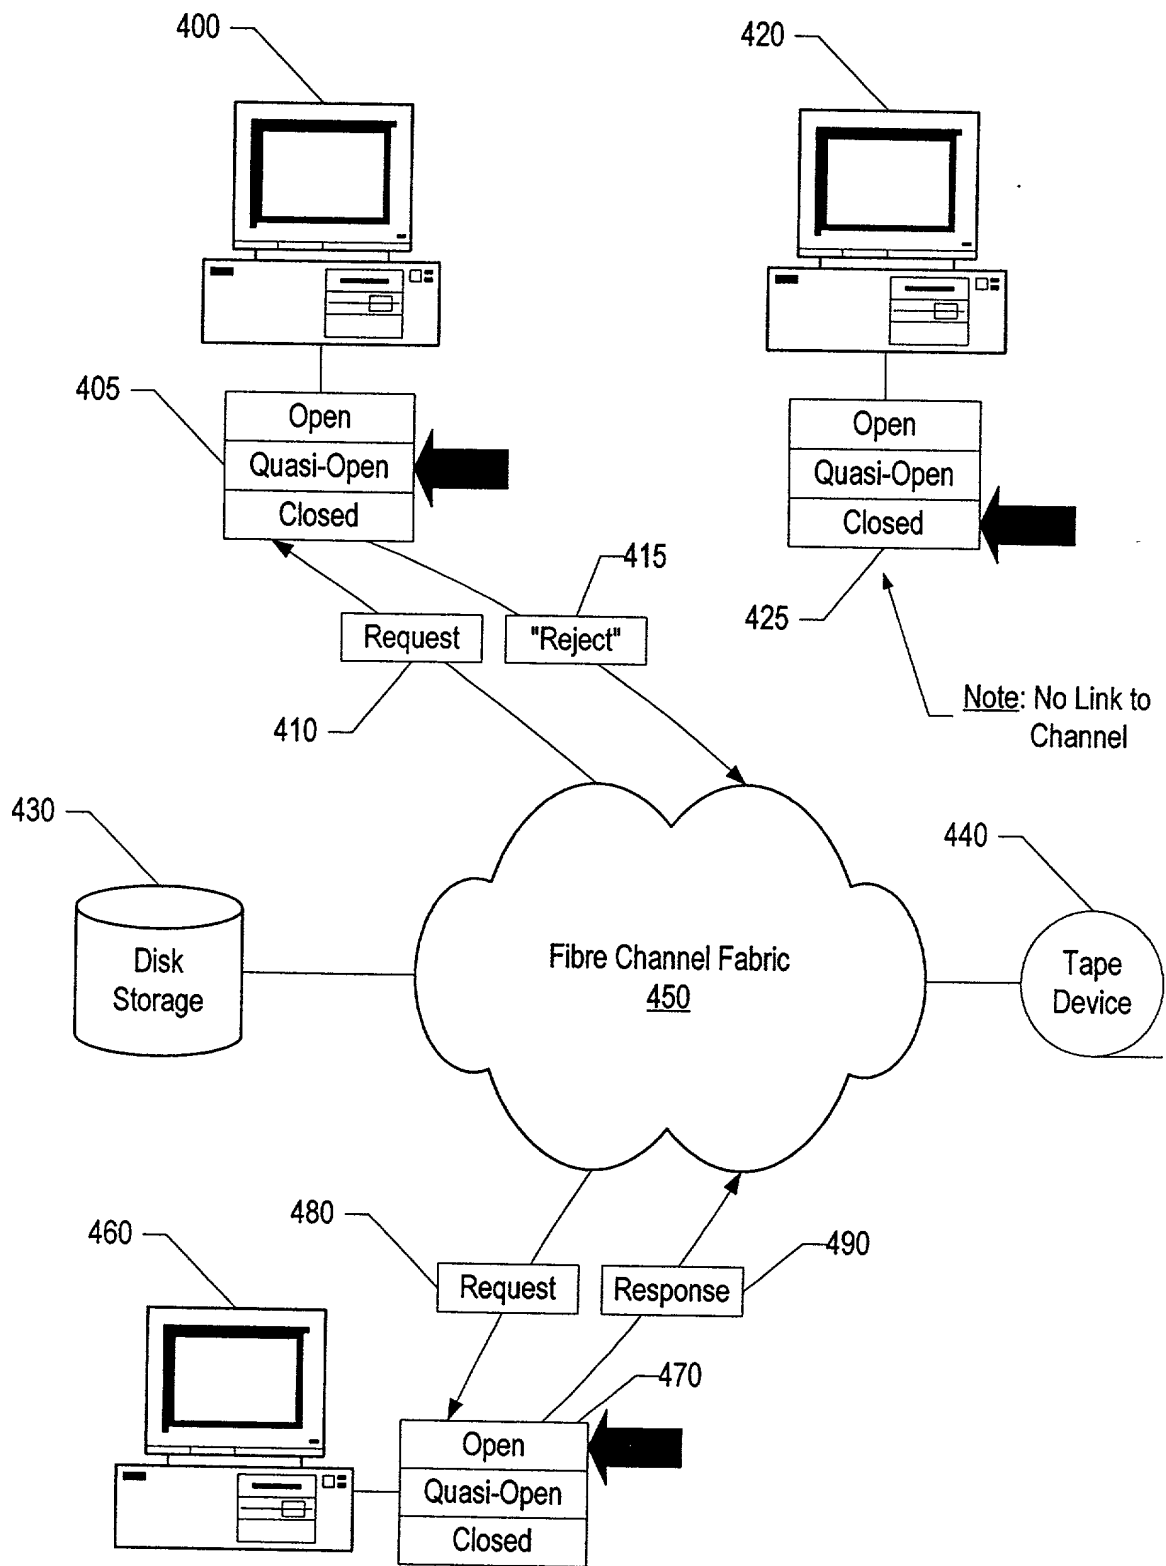 400
420
405
Open
Quasi-Open
Closed
Open
Quasi-Open
Closed
415
425
Request
"Reject"
410
Note: No Link to
Channel
430
440
Disk
Storage
Fibre Channel Fabric
450
Tape
Device
480
490
460
Request
Response
470
Open
Quasi-Open
Closed